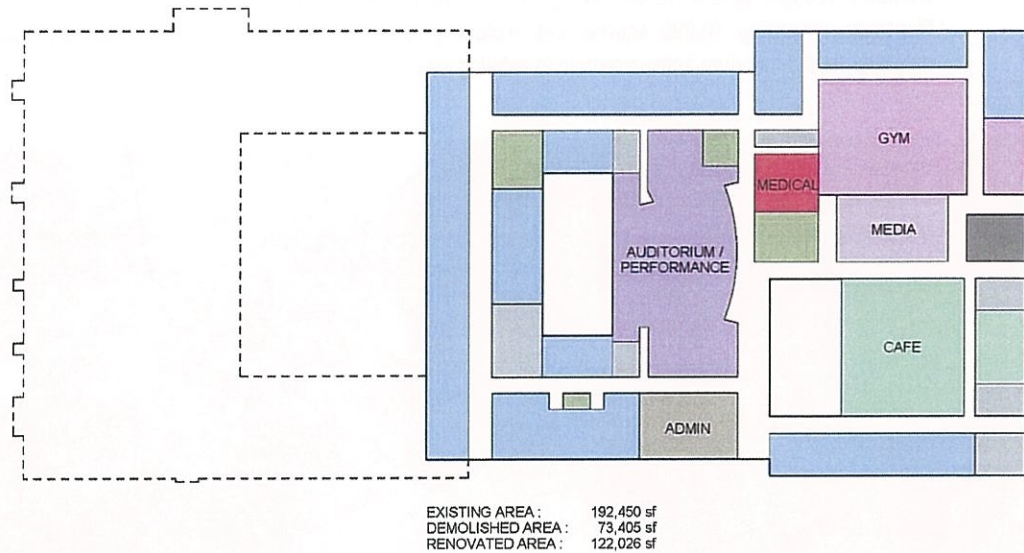 GYM
MEDICAL
MEDIA
AUDITORIUM /
PERFORMANCE
CAFE
ADMIN
EXISTING AREA : 192,450 sf
DEMOLISHED AREA : 73,405 sf
RENOVATED AREA : 122,026 sf